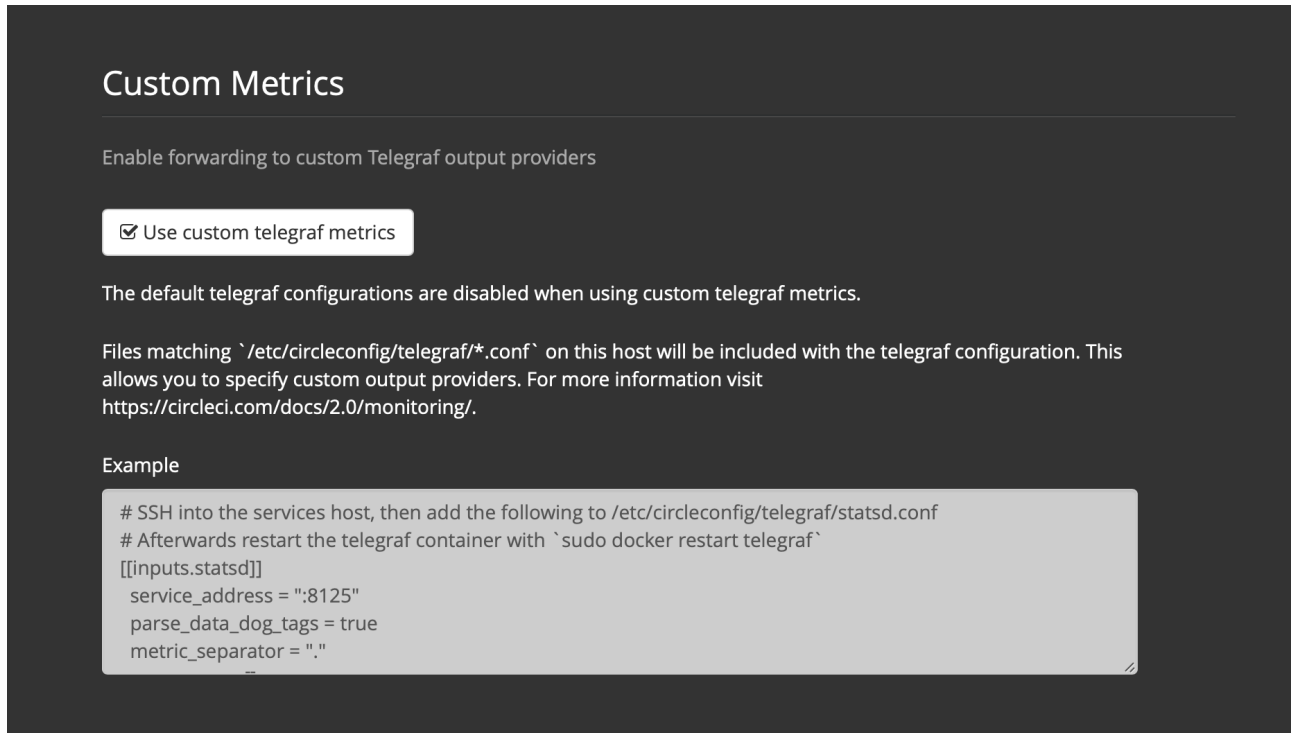 Custom Metrics
Enable forwarding to custom Telegraf output providers
Use custom telegraf metrics
The default telegraf configurations are disabled when using custom telegraf metrics.
Files matching `/etc/circleconfig/telegraf/*.conf` on this host will be included with the telegraf configuration. This
allows you to specify custom output providers. For more information visit
https://circleci.com/docs/2.0/monitoring/.
Example
# SSH into the services host, then add the following to /etc/circleconfig/telegraf/statsd.conf
# Afterwards restart the telegraf container with `sudo docker restart telegraf`
[[inputs.statsd]]
  service_address = ":8125"
  parse_data_dog_tags = true
  metric_separator = "."